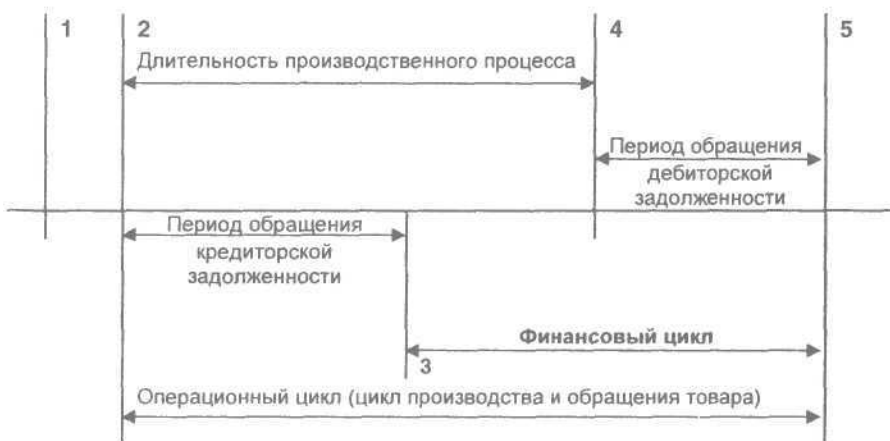 1
2
4
5
Длительность производственного процесса
Период обращения
дебиторской
задолженности
Период обращения
кредиторской
задолженности
Финансовый цикл
3
Операционный цикл (цикл производства и обращения товара)